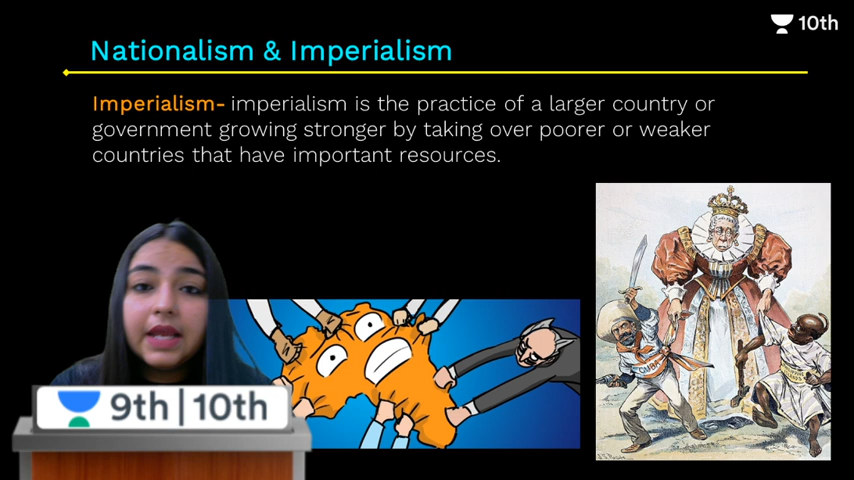 10th
Nationalism & Imperialism
Imperialism- imperialism is the practice of a larger country or
government growing stronger by taking over poorer or weaker
countries that have important resources.
CUBA
9th|10th